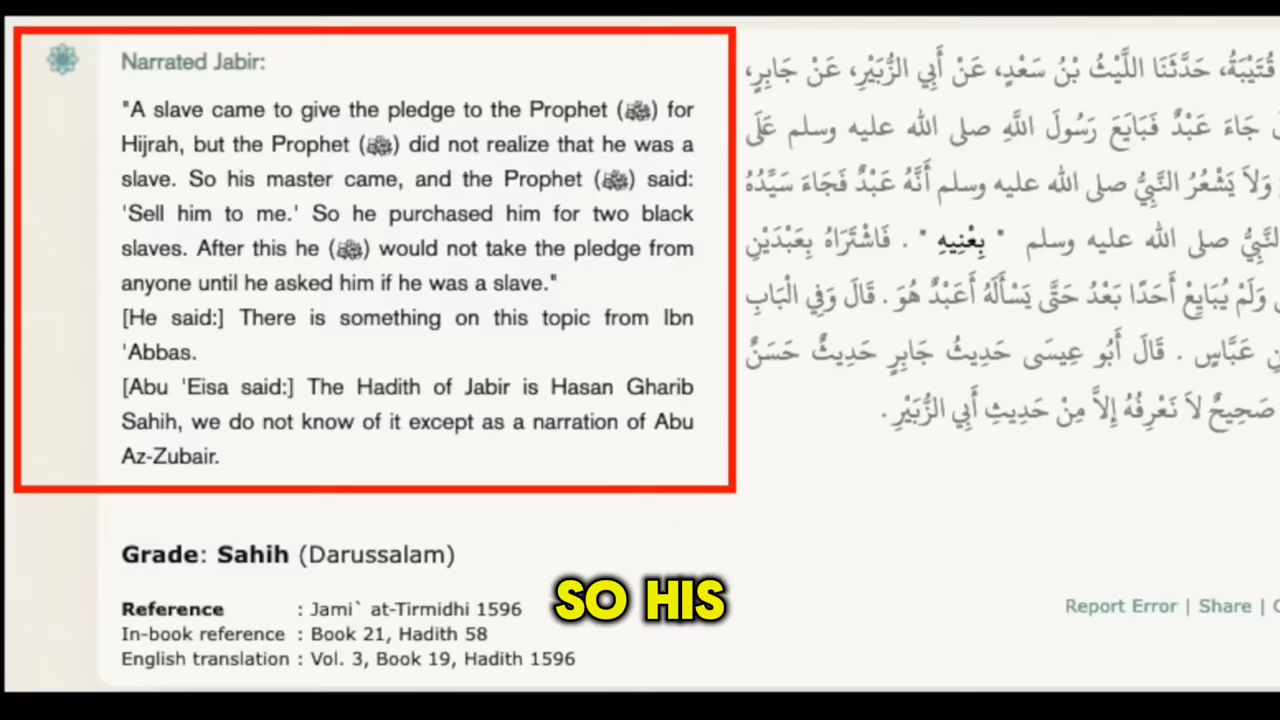 Narrated Jabir:
"A slave came to give the pledge to the Prophet (ﷺ) for
Hijrah, but the Prophet (ﷺ) did not realize that he was a
slave. So his master came, and the Prophet (ﷺ) said:
'Sell him to me.' So he purchased him for two black
slaves. After this he (ﷺ) would not take the pledge from
anyone until he asked him if he was a slave."
[He said:] There is something on this topic from Ibn
'Abbas.
[Abu 'Eisa said:] The Hadith of Jabir is Hasan Gharib
Sahih, we do not know of it except as a narration of Abu
Az-Zubair.
قُتَيْبَةُ، حَدَّثَنَا اللَّيْثُ بْنُ سَعْدٍ، عَنْ أَبِي الزُّبَيْرِ، عَنْ جَابِرٍ،
جَاءَ عَبْدٌ فَبَايَعَ رَسُولَ اللَّهِ صلى الله عليه وسلم عَلَى
وَلاَ يَشْعُرُ النَّبِيُّ صلى الله عليه وسلم أَنَّهُ عَبْدٌ فَجَاءَ سَيِّدُهُ
صلى الله عليه وسلم " بِعْنِيهِ " . فَاشْتَرَاهُ بِعَبْدَيْنِ
وَلَمْ يُبَايِعْ أَحَدًا بَعْدُ حَتَّى يَسْأَلَهُ أَعَبْدٌ هُوَ . قَالَ وَفِي الْبَابِ
عَبَّاسٍ . قَالَ أَبُو عِيسَى حَدِيثُ جَابِرٍ حَدِيثٌ حَسَنٌ
صَحِيحٌ لاَ نَعْرِفُهُ إِلاَّ مِنْ حَدِيثِ أَبِي الزُّبَيْرِ .
Grade: Sahih (Darussalam)
SO HIS
Reference : Jami` at-Tirmidhi 1596
In-book reference : Book 21, Hadith 58
English translation : Vol. 3, Book 19, Hadith 1596
Report Error | Share |